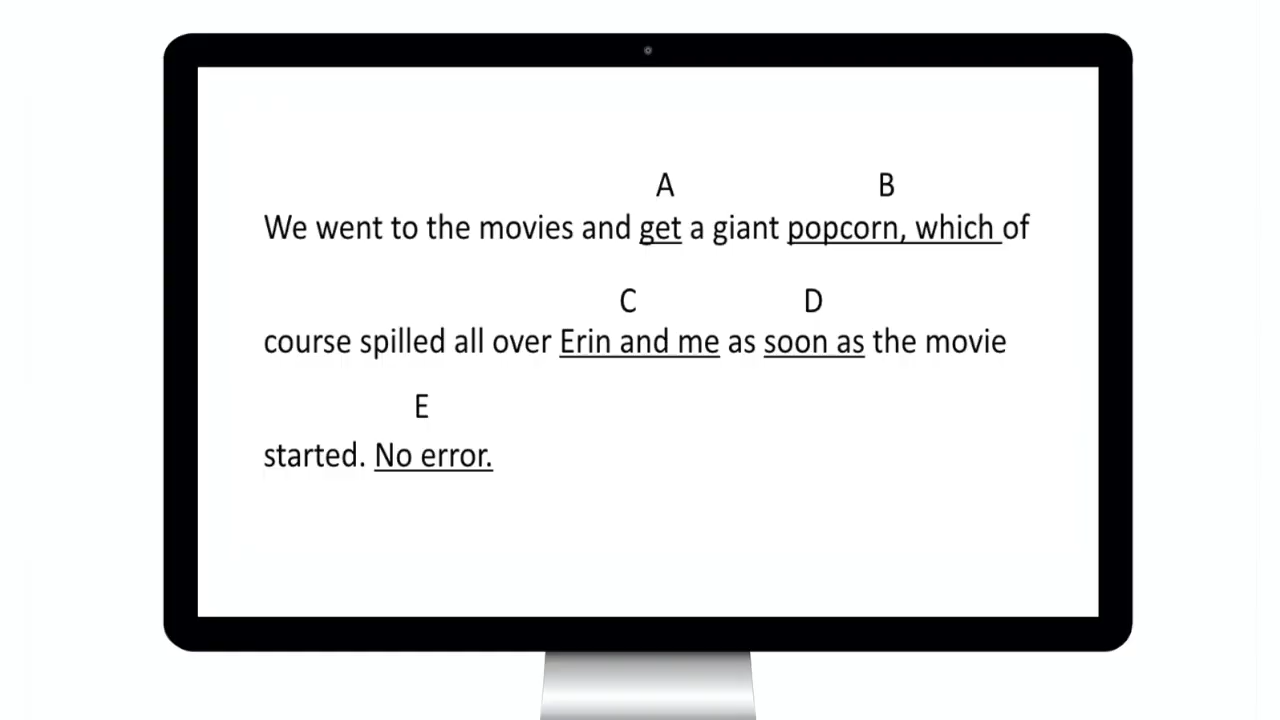 A B
We went to the movies and get a giant popcorn, which of
C D
course spilled all over Erin and me as soon as the movie
E
started. No error.